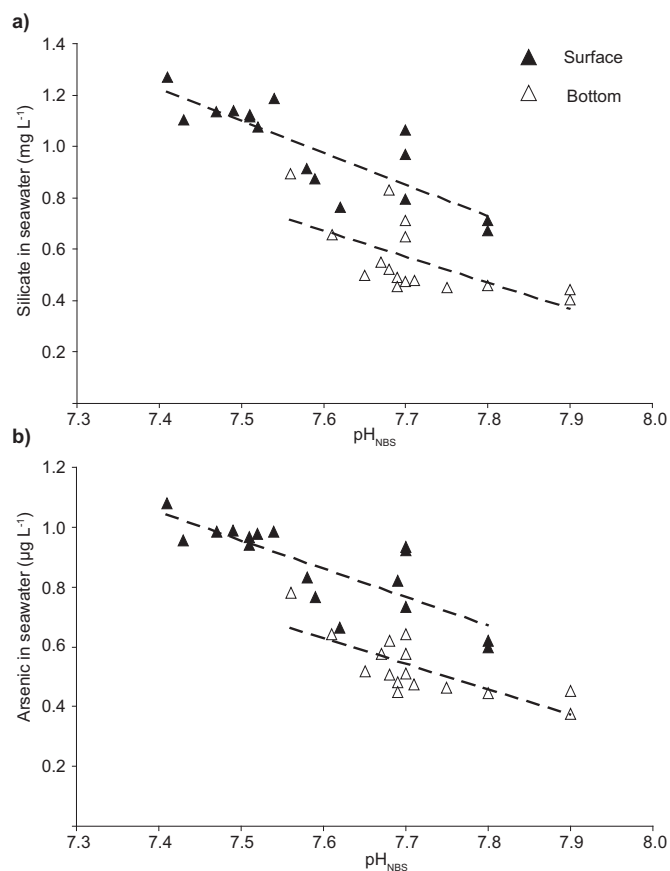 a)
1.4
1.2
1.0
0.8
0.6
0.4
0.2
Silicate in seawater (mg L-1)
Surface
Bottom
7.3 7.4 7.5 7.6 7.7 7.8 7.9 8.0
pHNBS
b)
1.2
1.0
0.8
0.6
0.4
0.2
Arsenic in seawater (µg L-1)
7.3 7.4 7.5 7.6 7.7 7.8 7.9 8.0
pHNBS